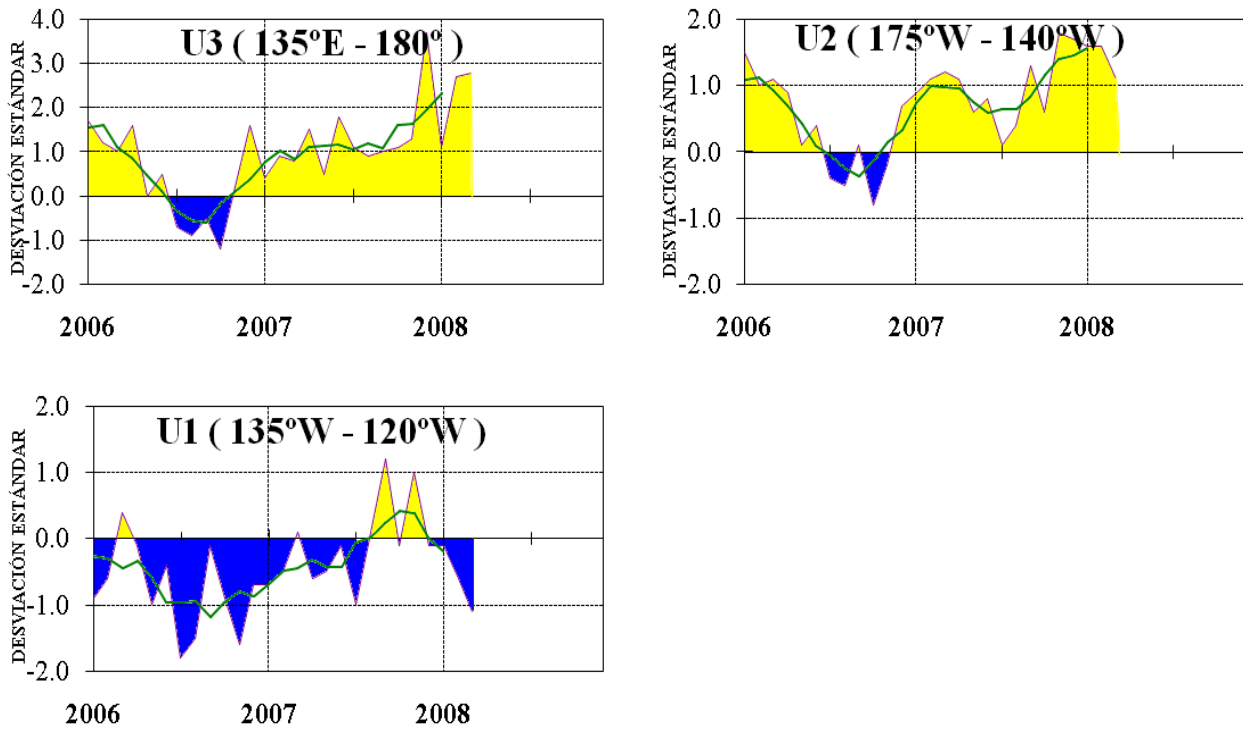 U3 ( 135ºE - 180º )
DESVIACIÓN ESTÁNDAR
4.0
3.0
2.0
1.0
0.0
-1.0
-2.0
2006 2007 2008
U2 ( 175ºW - 140ºW )
DESVIACIÓN ESTÁNDAR
2.0
1.0
0.0
-1.0
-2.0
2006 2007 2008
U1 ( 135ºW - 120ºW )
DESVIACIÓN ESTÁNDAR
2.0
1.0
0.0
-1.0
-2.0
2006 2007 2008